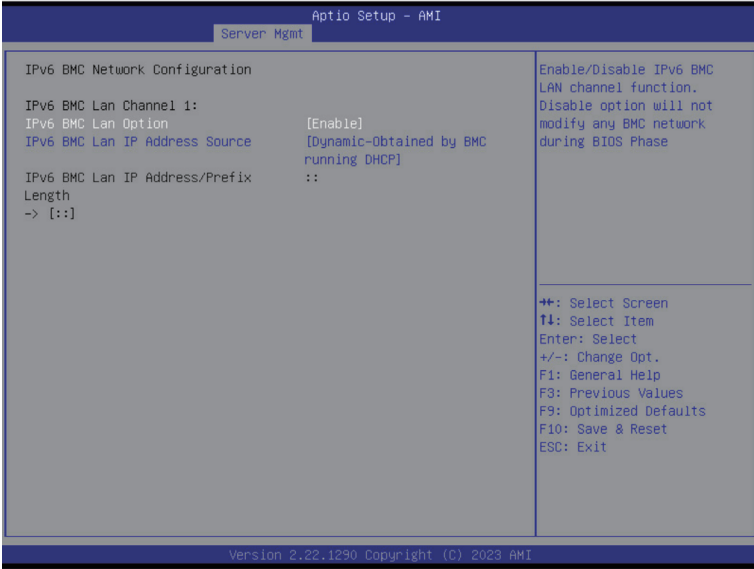 Aptio Setup - AMI
Server Mgmt
IPv6 BMC Network Configuration
IPv6 BMC Lan Channel 1:
IPv6 BMC Lan Option [Enable]
IPv6 BMC Lan IP Address Source [Dynamic-Obtained by BMC
running DHCP]
IPv6 BMC Lan IP Address/Prefix ::
Length
-> [::]
Enable/Disable IPv6 BMC
LAN channel function.
Disable option will not
modify any BMC network
during BIOS Phase
→←: Select Screen
↑↓: Select Item
Enter: Select
+/-: Change Opt.
F1: General Help
F3: Previous Values
F9: Optimized Defaults
F10: Save & Reset
ESC: Exit
Version 2.22.1290 Copyright (C) 2023 AMI